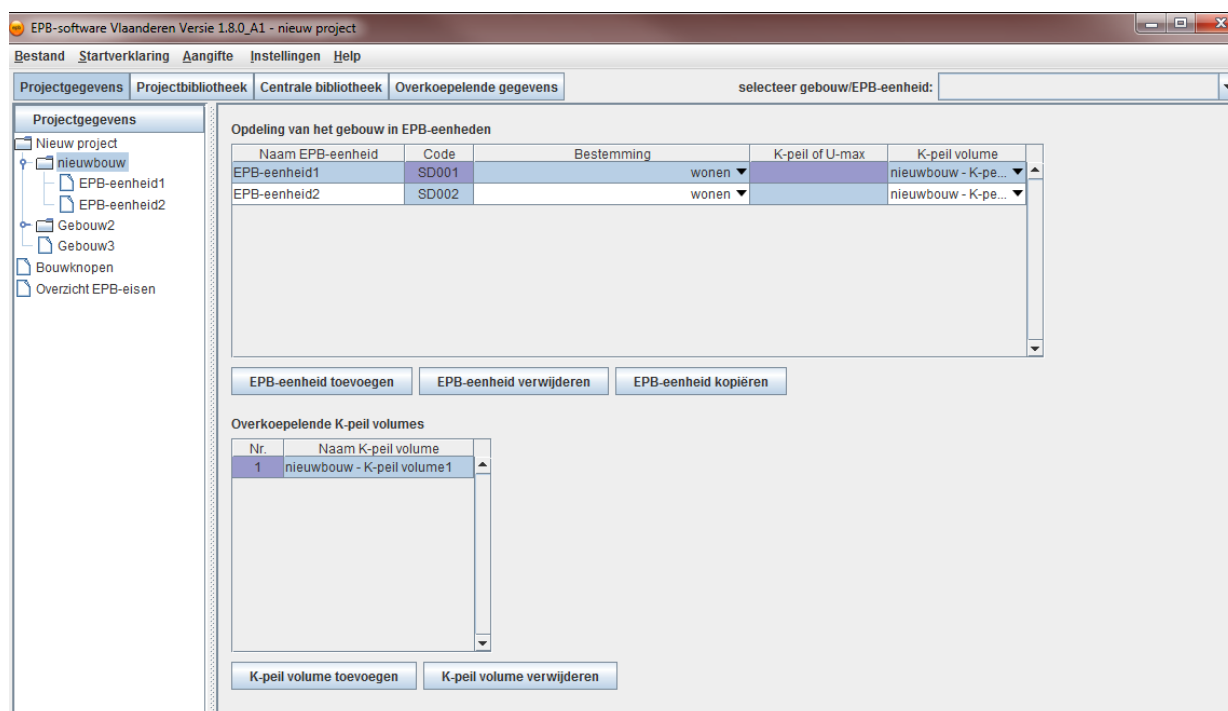 EPB-software Vlaanderen Versie 1.8.0_A1 - nieuw project
Bestand Startverklaring Aangifte Instellingen Help
Projectgegevens Projectbibliotheek Centrale bibliotheek Overkoepelende gegevens selecteer gebouw/EPB-eenheid:
Projectgegevens
Nieuw project
nieuwbouw
EPB-eenheid1
EPB-eenheid2
Gebouw2
Gebouw3
Bouwknopen
Overzicht EPB-eisen
Opdeling van het gebouw in EPB-eenheden
Naam EPB-eenheid Code Bestemming K-peil of U-max K-peil volume
EPB-eenheid1 SD001 wonen nieuwbouw - K-pe...
EPB-eenheid2 SD002 wonen nieuwbouw - K-pe...
EPB-eenheid toevoegen EPB-eenheid verwijderen EPB-eenheid kopiëren
Overkoepelende K-peil volumes
Nr. Naam K-peil volume
1 nieuwbouw - K-peil volume1
K-peil volume toevoegen K-peil volume verwijderen